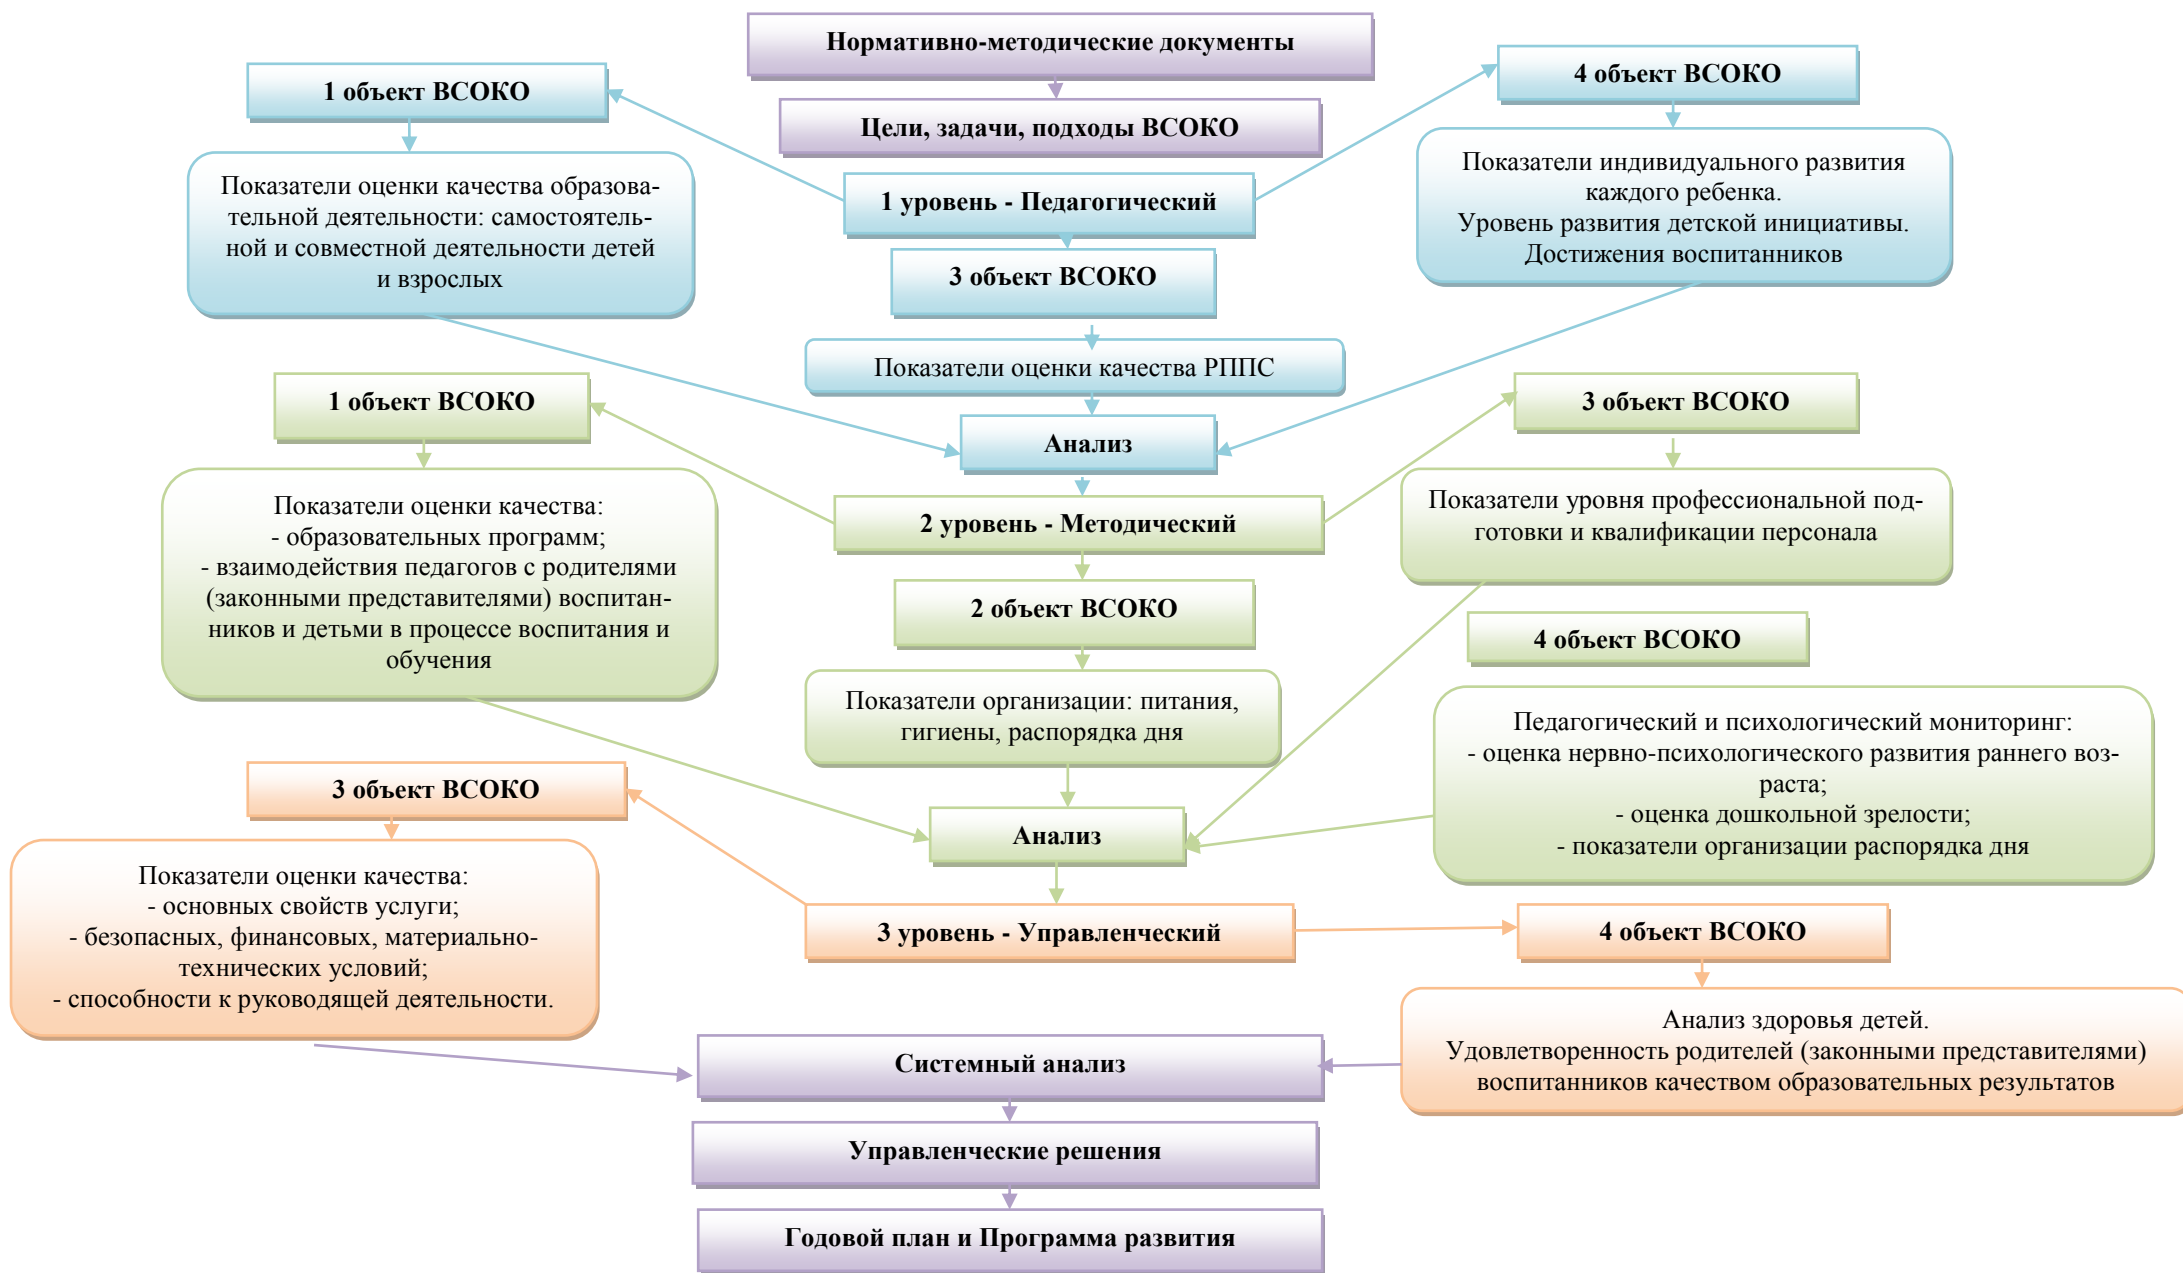 Нормативно-методические документы
Цели, задачи, подходы ВСОКО
1 объект ВСОКО
4 объект ВСОКО
Показатели оценки качества образова-
тельной деятельности: самостоятель-
ной и совместной деятельности детей
и взрослых
1 уровень - Педагогический
Показатели индивидуального развития
каждого ребенка.
Уровень развития детской инициативы.
Достижения воспитанников
3 объект ВСОКО
Показатели оценки качества РППС
Анализ
1 объект ВСОКО
3 объект ВСОКО
2 уровень - Методический
Показатели оценки качества:
- образовательных программ;
- взаимодействия педагогов с родителями
(законными представителями) воспитан-
ников и детьми в процессе воспитания и
обучения
Показатели уровня профессиональной под-
готовки и квалификации персонала
2 объект ВСОКО
4 объект ВСОКО
Показатели организации: питания,
гигиены, распорядка дня
Педагогический и психологический мониторинг:
- оценка нервно-психологического развития раннего воз-
раста;
- оценка дошкольной зрелости;
- показатели организации распорядка дня
Анализ
3 объект ВСОКО
3 уровень - Управленческий
4 объект ВСОКО
Показатели оценки качества:
- основных свойств услуги;
- безопасных, финансовых, материально-
технических условий;
- способности к руководящей деятельности.
Анализ здоровья детей.
Удовлетворенность родителей (законными представителями)
воспитанников качеством образовательных результатов
Системный анализ
Управленческие решения
Годовой план и Программа развития